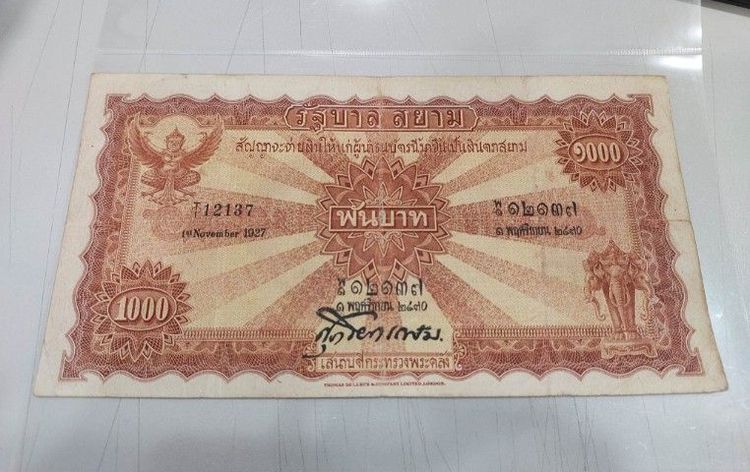 รัฐบาล สยาม
สัญญาจะจ่ายเงินให้แก่ผู้นำธนบัตรนี้มาขึ้นเป็นเงินตราสยาม
๑๐๐๐
T/1 12137
1st November 1927
พันบาท
๑๒๑๓๗
๑ พฤศจิกายน ๒๔๗๐
๑๒๑๓๗
๑ พฤศจิกายน ๒๔๗๐
1000
เสนาบดีกระทรวงพระคลัง
THOMAS DE LA RUE & COMPANY LIMITED, LONDON.